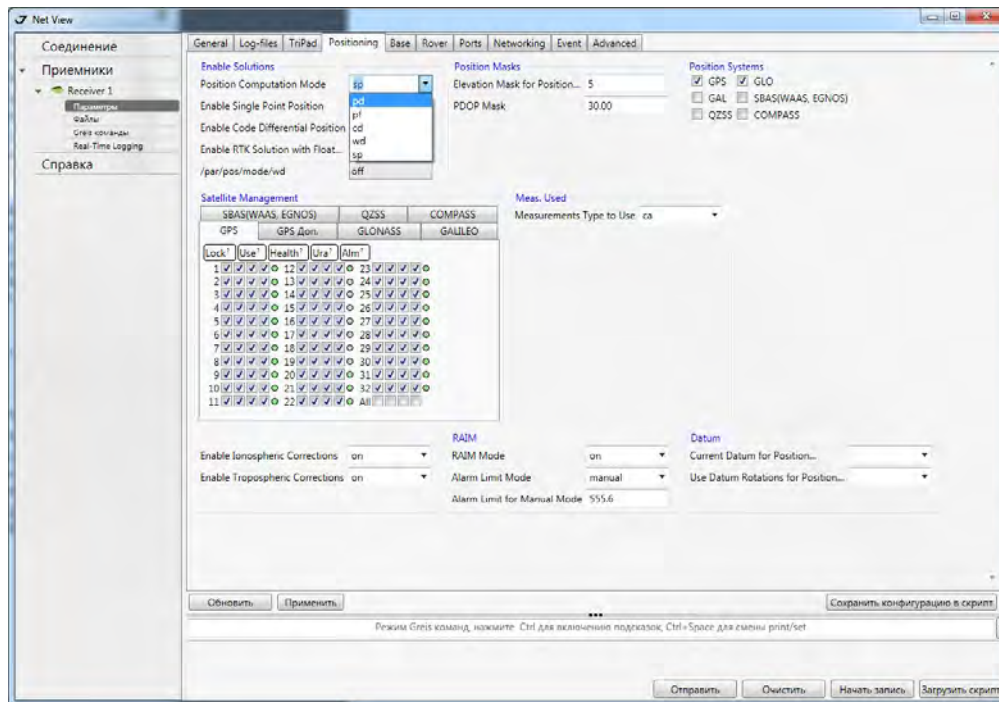 Net View
Соединение
Приемники
Receiver 1
Параметры
Файлы
Greis команды
Real-Time Logging
Справка
General Log-files TriPad Positioning Base Rover Ports Networking Event Advanced
Enable Solutions
Position Computation Mode sp
pd
pf
cd
wd
sp
Enable Single Point Position
Enable Code Differential Position
Enable RTK Solution with Float...
/par/pos/mode/wd off
Position Masks
Elevation Mask for Position... 5
PDOP Mask 30.00
Position Systems
GPS GLO
GAL SBAS(WAAS, EGNOS)
QZSS COMPASS
Satellite Management
SBAS(WAAS, EGNOS) QZSS COMPASS
GPS GPS Доп. GLONASS GALILEO
Lock Use Health Ura Alm
1 12 23
2 13 24
3 14 25
4 15 26
5 16 27
6 17 28
7 18 29
8 19 30
9 20 31
10 21 32
11 22 All
Meas. Used
Measurements Type to Use ca
Enable Ionospheric Corrections on
Enable Tropospheric Corrections on
RAIM
RAIM Mode on
Alarm Limit Mode manual
Alarm Limit for Manual Mode 555.6
Datum
Current Datum for Position...
Use Datum Rotations for Position...
Обновить Применить Сохранить конфигурацию в скрипт
Режим Greis команд, нажмите Ctrl для включению подсказок, Ctrl+Space для смены print/set
Отправить Очистить Начать запись Загрузить скрипт